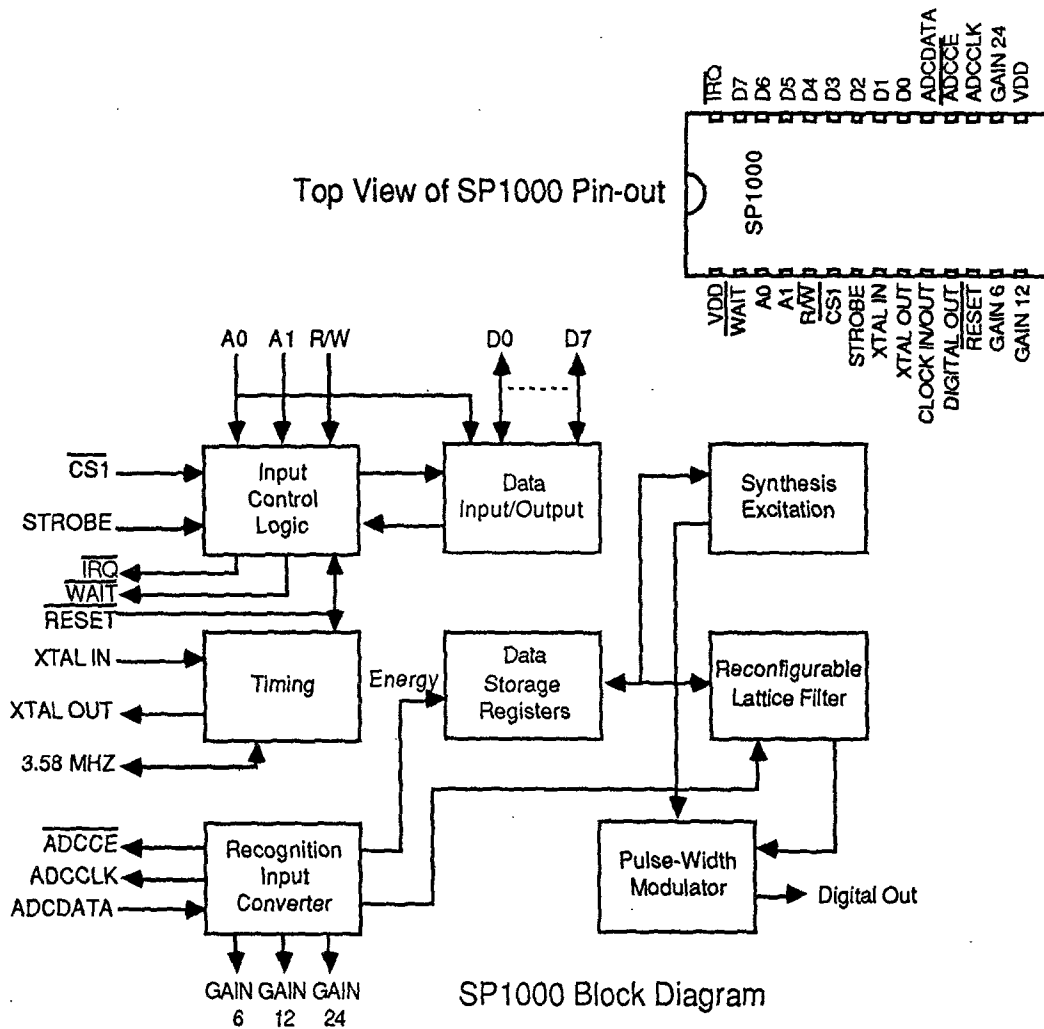 IRQ
D7
D6
D5
D4
D3
D2
D1
D0
ADCDATA
ADCCE
ADCCLK
GAIN 24
VDD
Top View of SP1000 Pin-out
SP1000
VDD
WAIT
A0
A1
R/W
CS1
STROBE
XTAL IN
XTAL OUT
CLOCK IN/OUT
DIGITAL OUT
RESET
GAIN 6
GAIN 12
A0 A1 R/W D0 D7
CS1
STROBE
IRQ
WAIT
RESET
XTAL IN
XTAL OUT
3.58 MHZ
Input
Control
Logic
Data
Input/Output
Synthesis
Excitation
Timing
Energy
Data
Storage
Registers
Reconfigurable
Lattice Filter
ADCCE
ADCCLK
ADCDATA
Recognition
Input
Converter
Pulse-Width
Modulator
Digital Out
GAIN GAIN GAIN
6 12 24
SP1000 Block Diagram